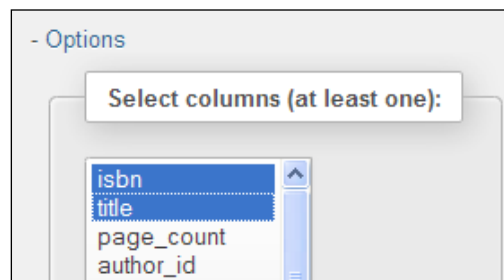 - Options
Select columns (at least one):
isbn
title
page_count
author_id